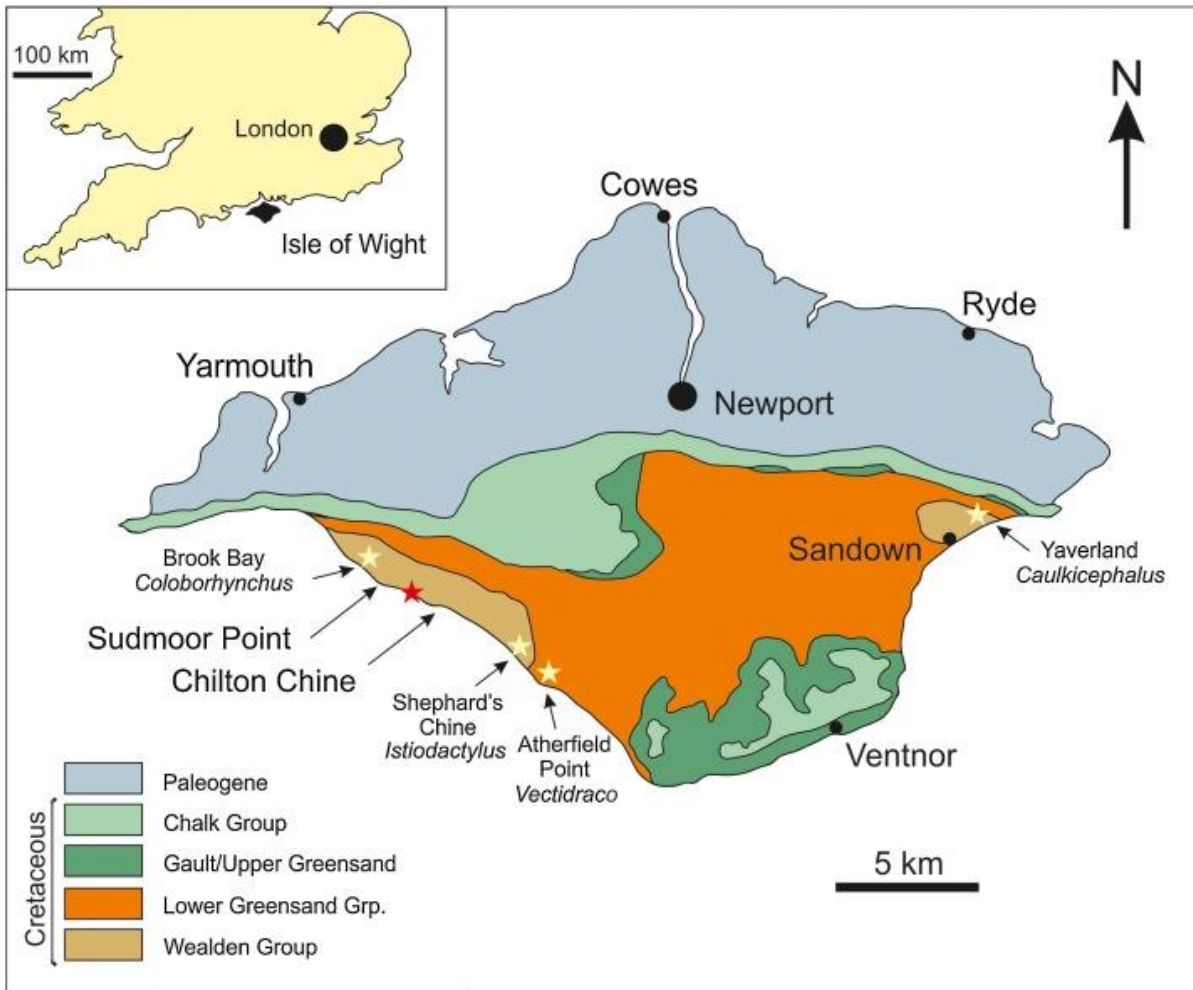 100 km
London
Isle of Wight
N
Cowes
Ryde
Yarmouth
Newport
Brook Bay
Coloborhynchus
Sandown
Yaverland
Caulkicephalus
Sudmoor Point
Chilton Chine
Shephard's
Chine
Istiodactylus
Atherfield
Point
Vectidraco
Ventnor
5 km
Cretaceous
Paleogene
Chalk Group
Gault/Upper Greensand
Lower Greensand Grp.
Wealden Group